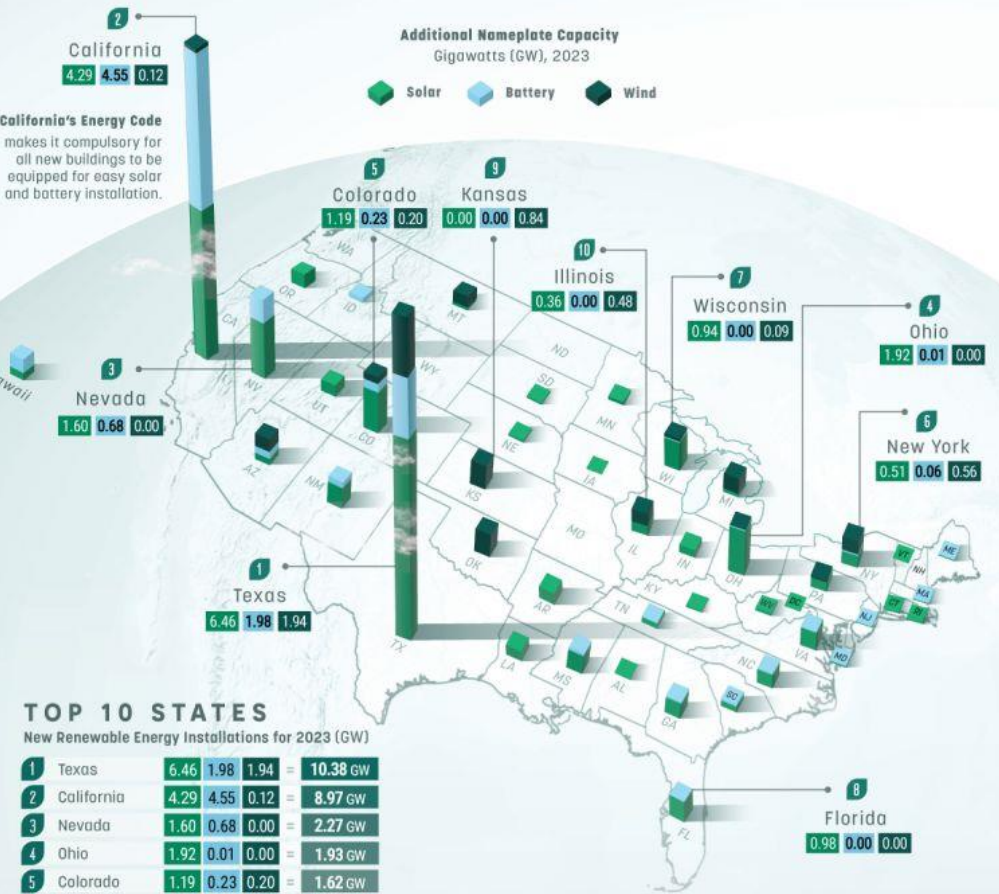 2
California
4.29 4.55 0.12
California's Energy Code
makes it compulsory for
all new buildings to be
equipped for easy solar
and battery installation.
Additional Nameplate Capacity
Gigawatts (GW), 2023
Solar Battery Wind
5
Colorado
1.19 0.23 0.20
9
Kansas
0.00 0.00 0.84
10
Illinois
0.36 0.00 0.48
7
Wisconsin
0.94 0.00 0.09
4
Ohio
1.92 0.01 0.00
3
Nevada
1.60 0.68 0.00
6
New York
0.51 0.06 0.56
1
Texas
6.46 1.98 1.94
8
Florida
0.98 0.00 0.00
waii
WA
OR
ID
MT
CA
NV
UT
WY
CO
AZ
NM
ND
SD
NE
KS
OK
TX
MN
IA
MO
AR
LA
WI
IL
MI
IN
OH
KY
TN
MS
AL
GA
FL
SC
NC
VA
WV
DC
PA
NY
VT
NH
ME
MA
CT
RI
NJ
MD
TOP 10 STATES
New Renewable Energy Installations for 2023 (GW)
1 Texas 6.46 1.98 1.94 = 10.38 GW
2 California 4.29 4.55 0.12 = 8.97 GW
3 Nevada 1.60 0.68 0.00 = 2.27 GW
4 Ohio 1.92 0.01 0.00 = 1.93 GW
5 Colorado 1.19 0.23 0.20 = 1.62 GW